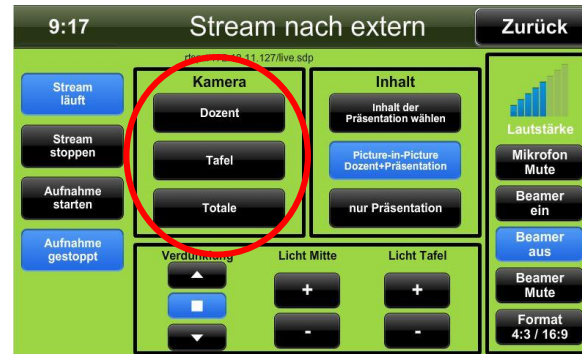 9:17
Stream nach extern
Zurück
11.127/live.sdp
Stream
läuft
Stream
stoppen
Aufnahme
starten
Aufnahme
gestoppt
Kamera
Dozent
Tafel
Totale
Inhalt
Inhalt der
Präsentation wählen
Picture-in-Picture
Dozent+Präsentation
nur Präsentation
Verdunklung
Licht Mitte
+
-
Licht Tafel
+
-
Lautstärke
Mikrofon
Mute
Beamer
ein
Beamer
aus
Beamer
Mute
Format
4:3 / 16:9